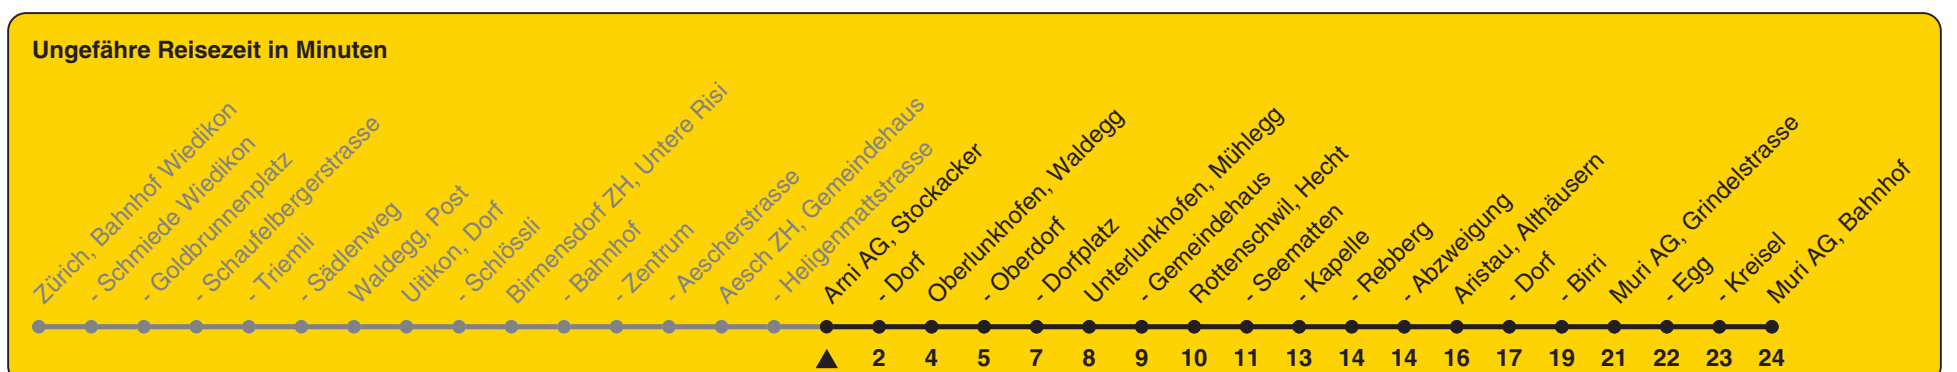 Ungefähre Reisezeit in Minuten
Zürich, Bahnhof Wiedikon
- Schmiede Wiedikon
- Goldbrunnenplatz
- Schaufelbergerstrasse
- Triemli
- Sädlenweg
Waldegg, Post
Uitikon, Dorf
- Schlössli
Birmensdorf ZH, Untere Risi
- Bahnhof
- Zentrum
- Aescherstrasse
Aesch ZH, Gemeindehaus
- Heligenmattstrasse
Arni AG, Stockacker
- Dorf
Oberlunkhofen, Waldegg
- Oberdorf
- Dorfplatz
Unterlunkhofen, Mühlegg
- Gemeindehaus
Rottenschwil, Hecht
- Seematten
- Kapelle
- Rebberg
- Abzweigung
Aristau, Althäusern
- Dorf
- Birri
Muri AG, Grindelstrasse
- Egg
- Kreisel
Muri AG, Bahnhof
2 4 5 7 8 9 10 11 13 14 14 16 17 19 21 22 23 24